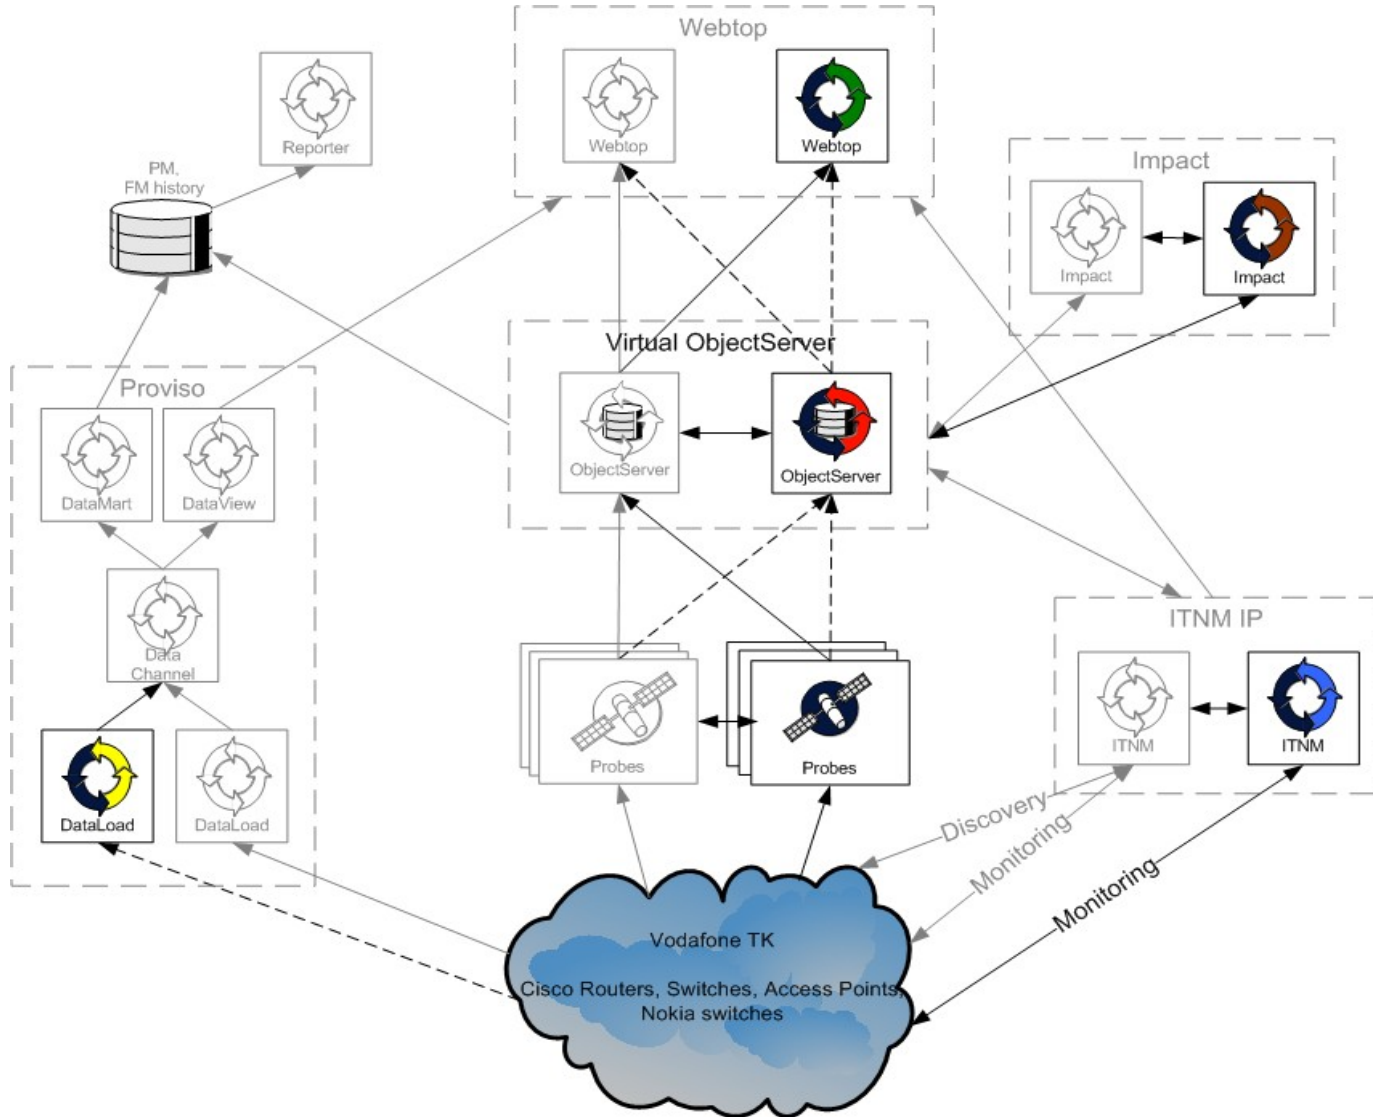 Webtop
Webtop
Webtop
Reporter
PM,
FM history
Impact
Impact
Impact
Virtual ObjectServer
ObjectServer
ObjectServer
Proviso
DataMart
DataView
Data
Channel
DataLoad
DataLoad
Probes
Probes
ITNM IP
ITNM
ITNM
Discovery
Monitoring
Monitoring
Vodafone TK
Cisco Routers, Switches, Access Points,
Nokia switches